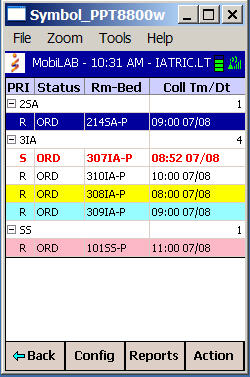 Symbol_PPT8800w
File Zoom Tools Help
MobiLAB - 10:31 AM - IATRIC.LT
PRI Status Rm-Bed Coll Tm/Dt
2SA 1
R ORD 214SA-P 09:00 07/08
3IA 4
S ORD 307IA-P 08:52 07/08
R ORD 310IA-P 10:00 07/08
R ORD 308IA-P 08:00 07/08
R ORD 309IA-P 09:00 07/08
5S 1
R ORD 101S5-P 11:00 07/08
Back Config Reports Action